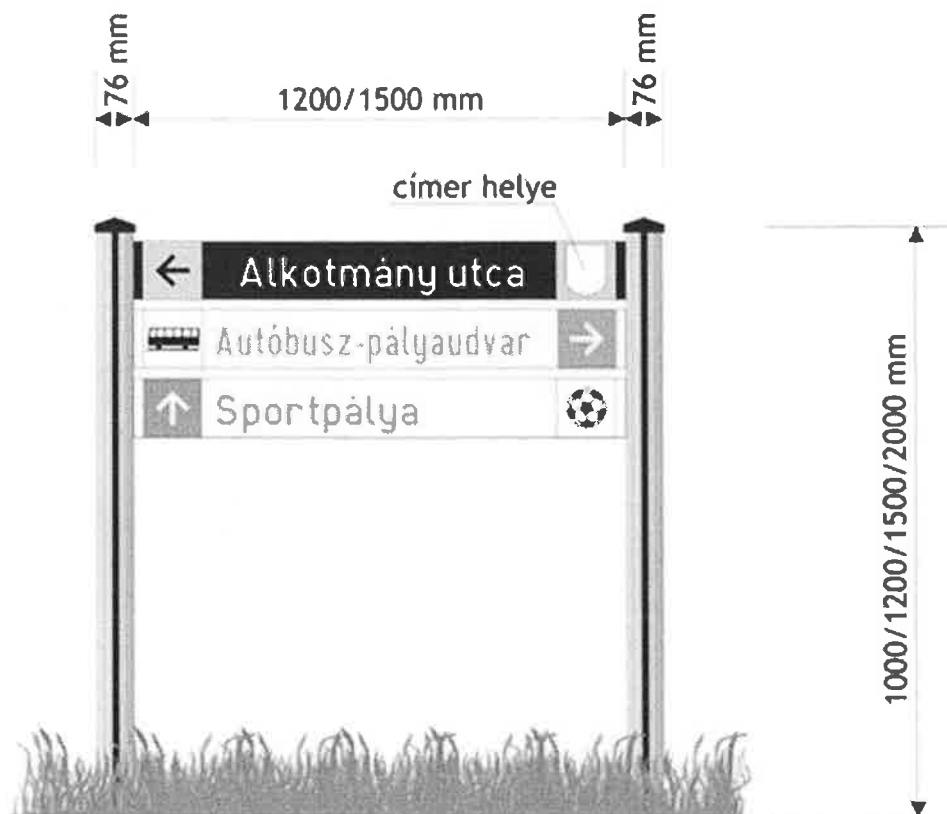 76 mm
1200/1500 mm
76 mm
címer helye
Alkotmány utca
Autóbusz-pályaudvar
Sportpálya
1000/1200/1500/2000 mm